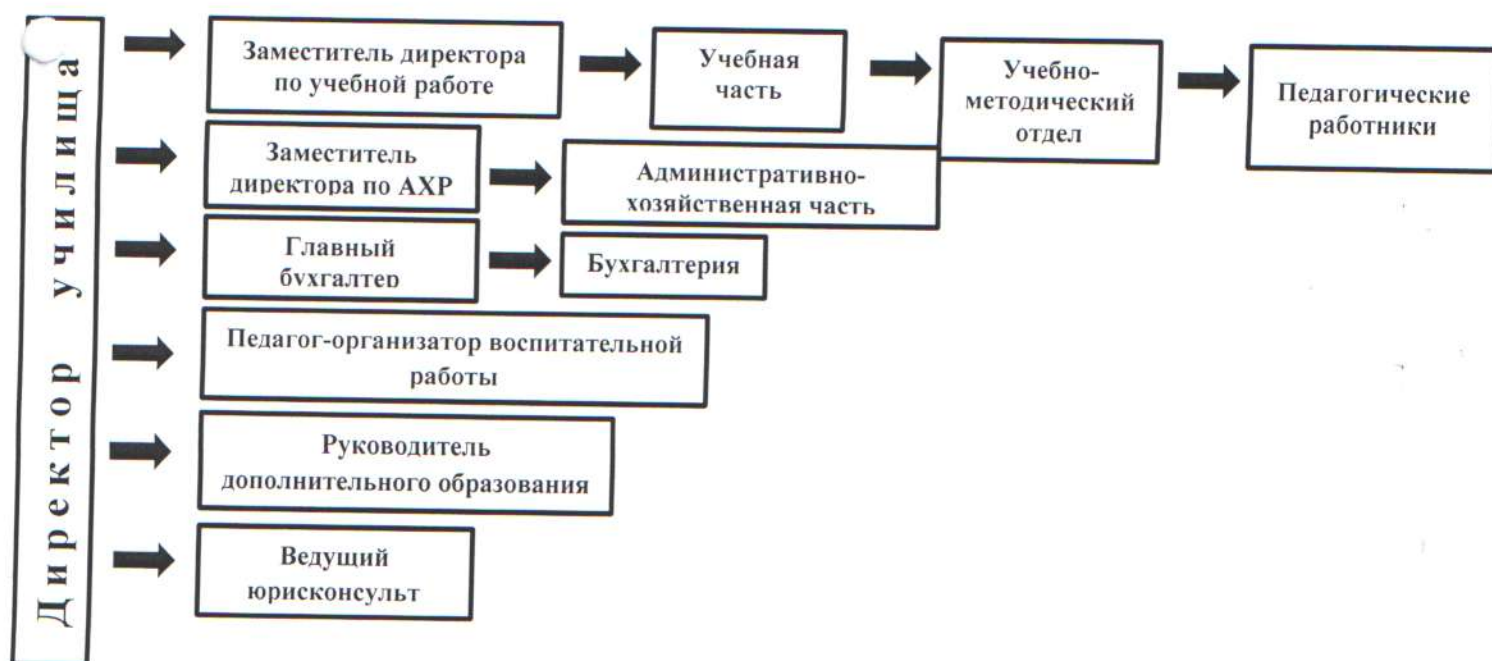 Директор училища
Заместитель директора
по учебной работе
Учебная
часть
Учебно-
методический
отдел
Педагогические
работники
Заместитель
директора по АХР
Административно-
хозяйственная часть
Главный
бухгалтер
Бухгалтерия
Педагог-организатор воспитательной
работы
Руководитель
дополнительного образования
Ведущий
юрисконсульт